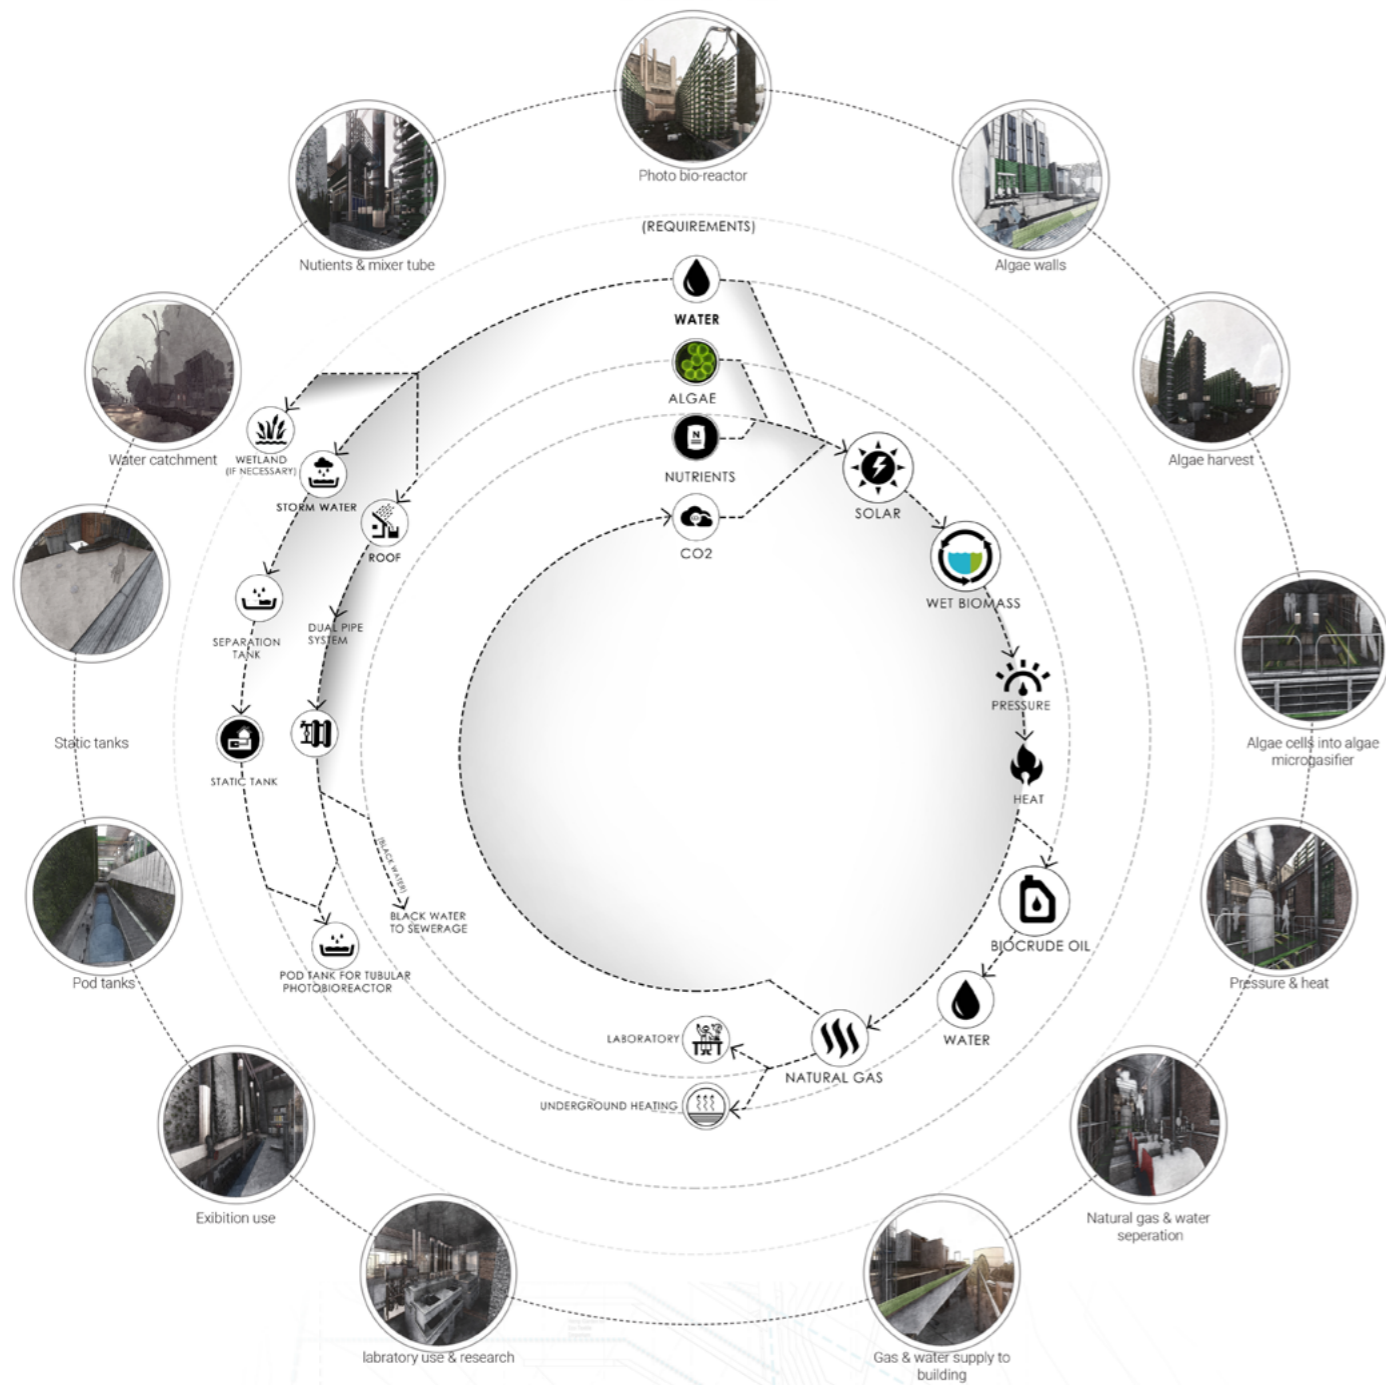 Photo bio-reactor
Nutients & mixer tube
Algae walls
(REQUIREMENTS)
WATER
ALGAE
N
NUTRIENTS
CO2
Water catchment
WETLAND
(IF NECESSARY)
STORM WATER
ROOF
SOLAR
Algae harvest
WET BIOMASS
SEPARATION
TANK
DUAL PIPE
SYSTEM
PRESSURE
Static tanks
STATIC TANK
HEAT
Algae cells into algae
microgasifier
(BLACK WATER)
BLACK WATER
TO SEWERAGE
BIOCRUDE OIL
POD TANK FOR TUBULAR
PHOTOBIOREACTOR
Pod tanks
Pressure & heat
LABORATORY
WATER
NATURAL GAS
UNDERGROUND HEATING
Exibition use
Natural gas & water
seperation
labratory use & research
Gas & water supply to
building